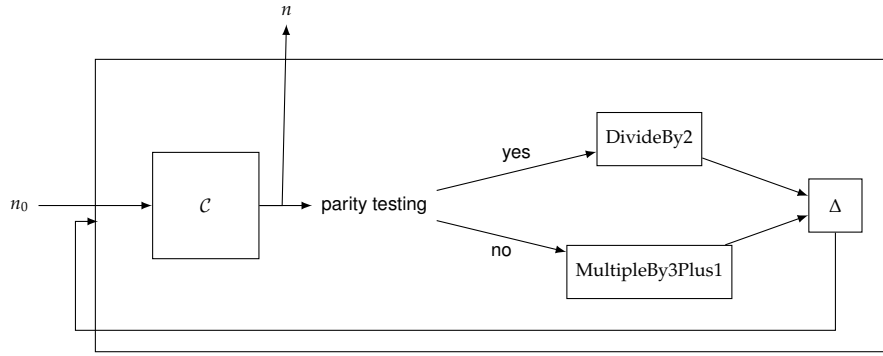 n
DivideBy2
yes
n₀
𝒞
parity testing
Δ
no
MultipleBy3Plus1